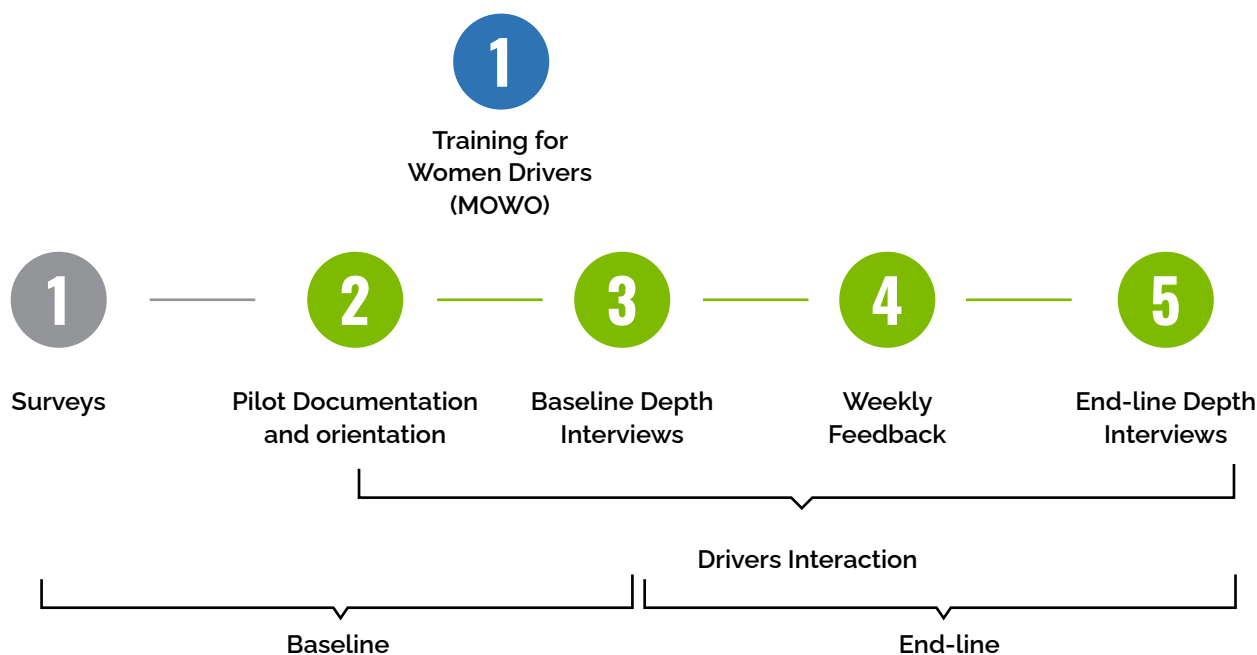 1
Training for
Women Drivers
(MOWO)
1
2
3
4
5
Surveys
Pilot Documentation
and orientation
Baseline Depth
Interviews
Weekly
Feedback
End-line Depth
Interviews
Drivers Interaction
Baseline
End-line